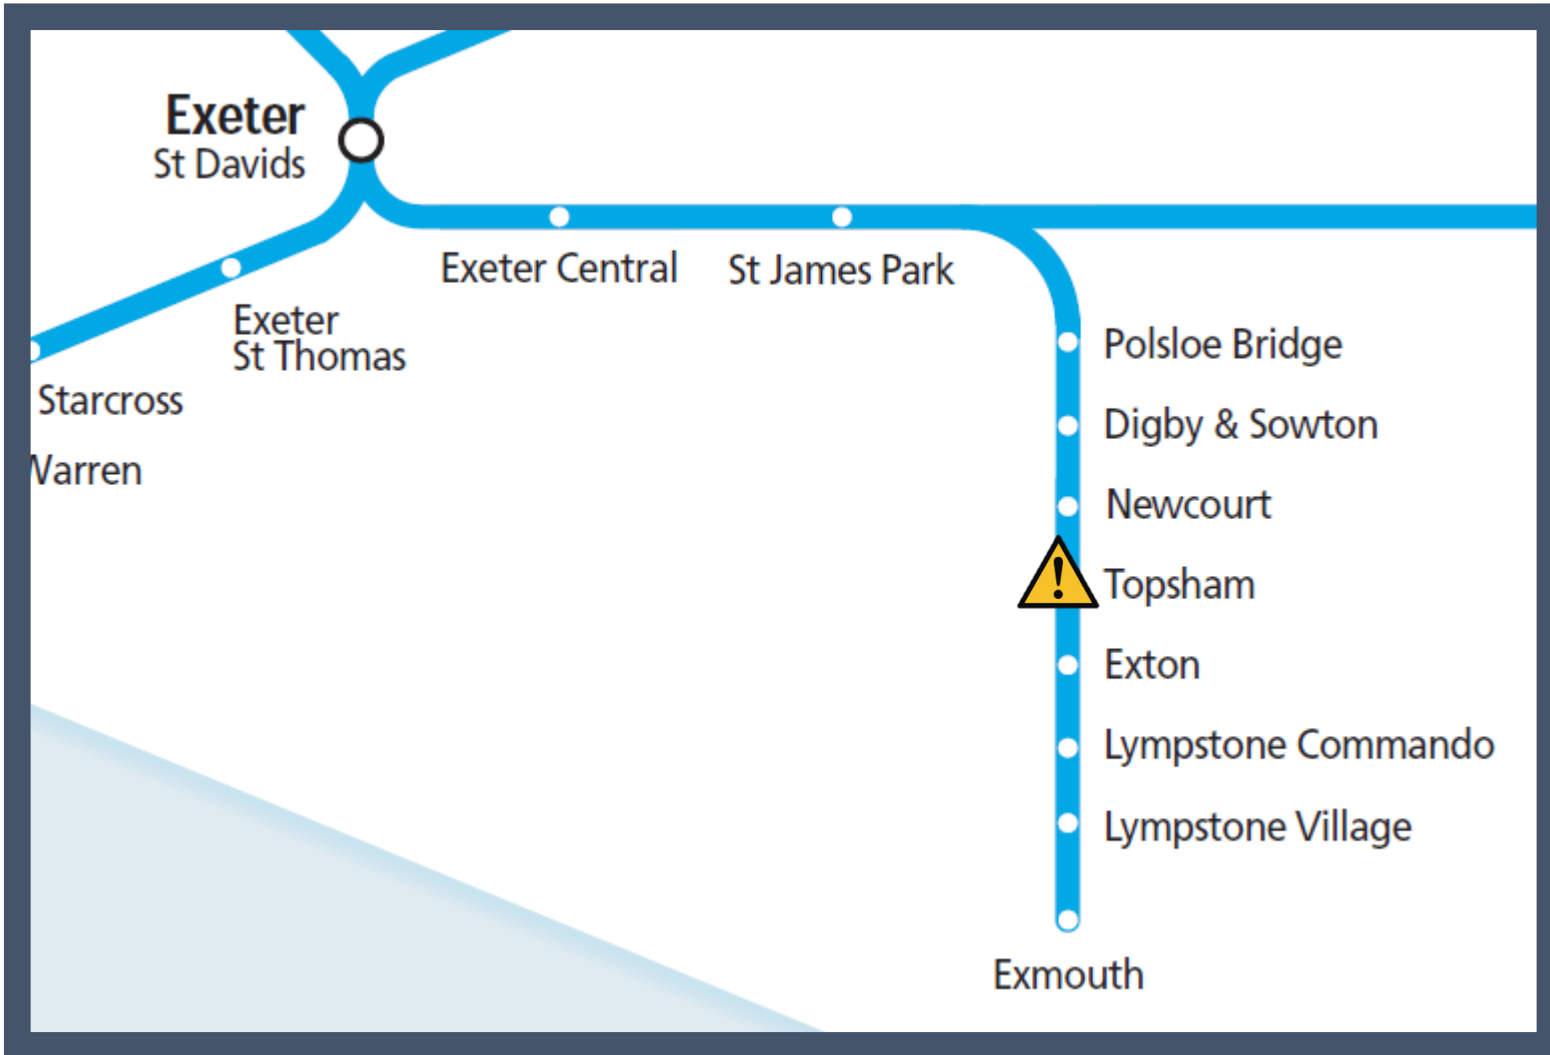 Exeter
St Davids
Exeter Central
St James Park
Exeter
St Thomas
Starcross
Warren
Polsloe Bridge
Digby & Sowton
Newcourt
!
Topsham
Exton
Lympstone Commando
Lympstone Village
Exmouth